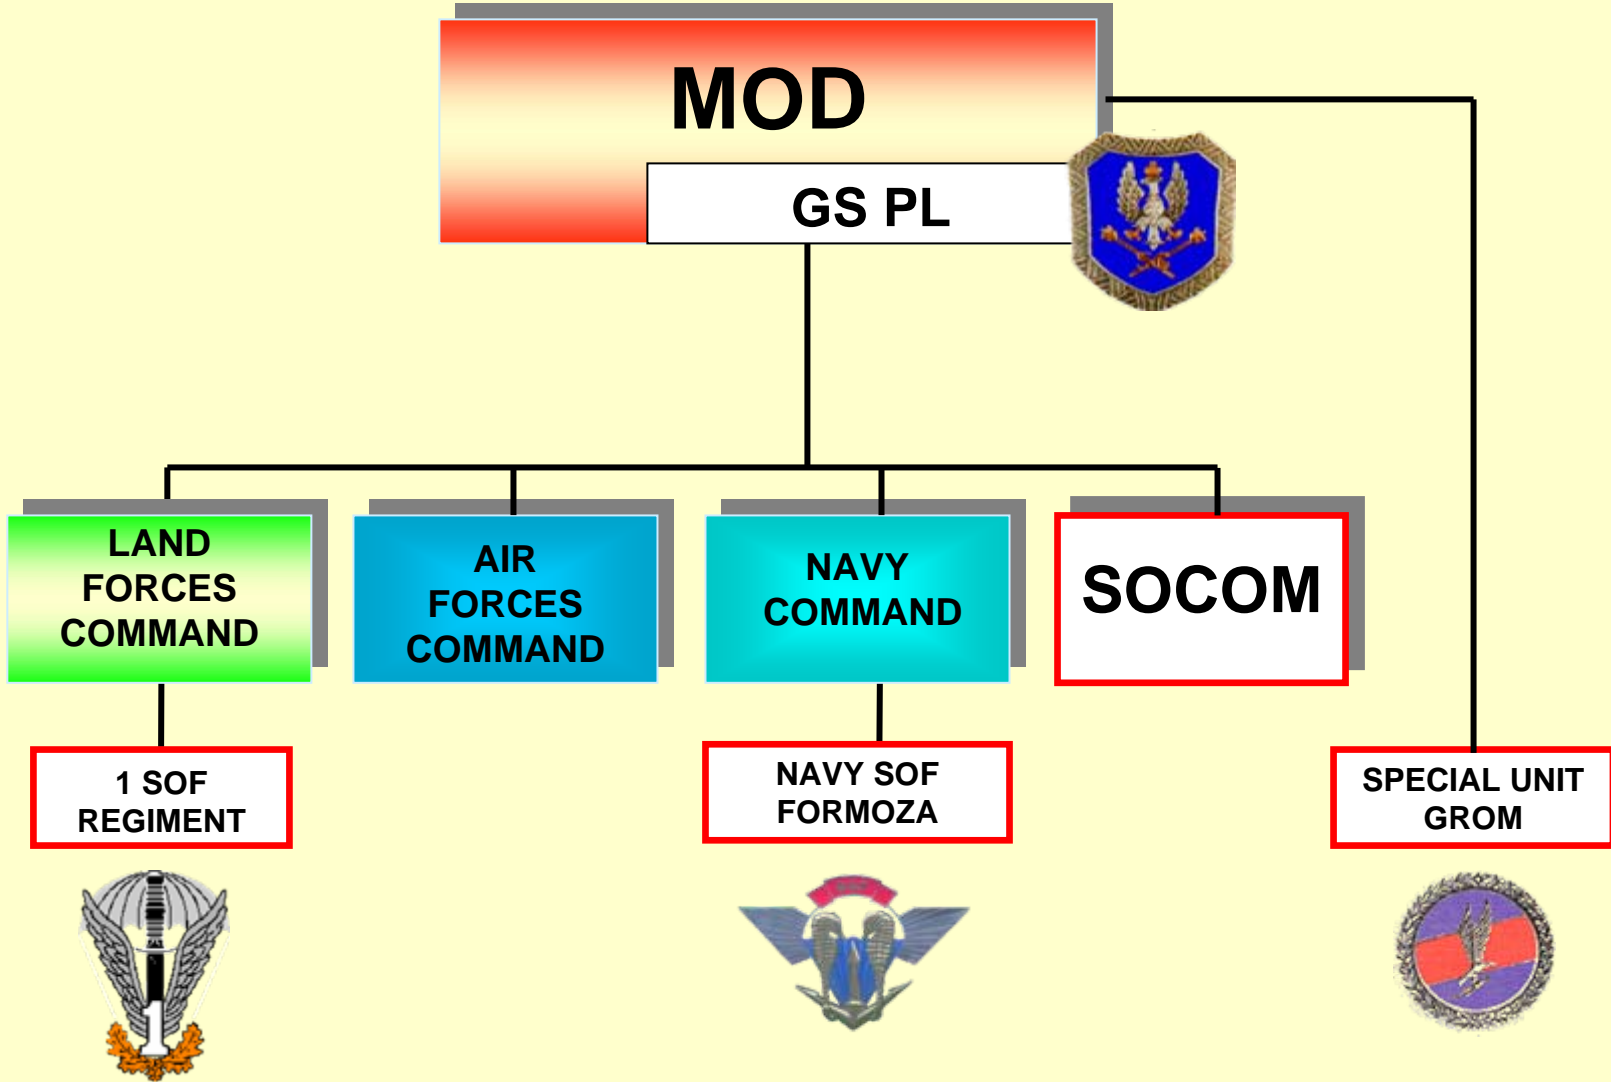 MOD
GS PL
LAND
FORCES
COMMAND
AIR
FORCES
COMMAND
NAVY
COMMAND
SOCOM
1 SOF
REGIMENT
NAVY SOF
FORMOZA
SPECIAL UNIT
GROM
1